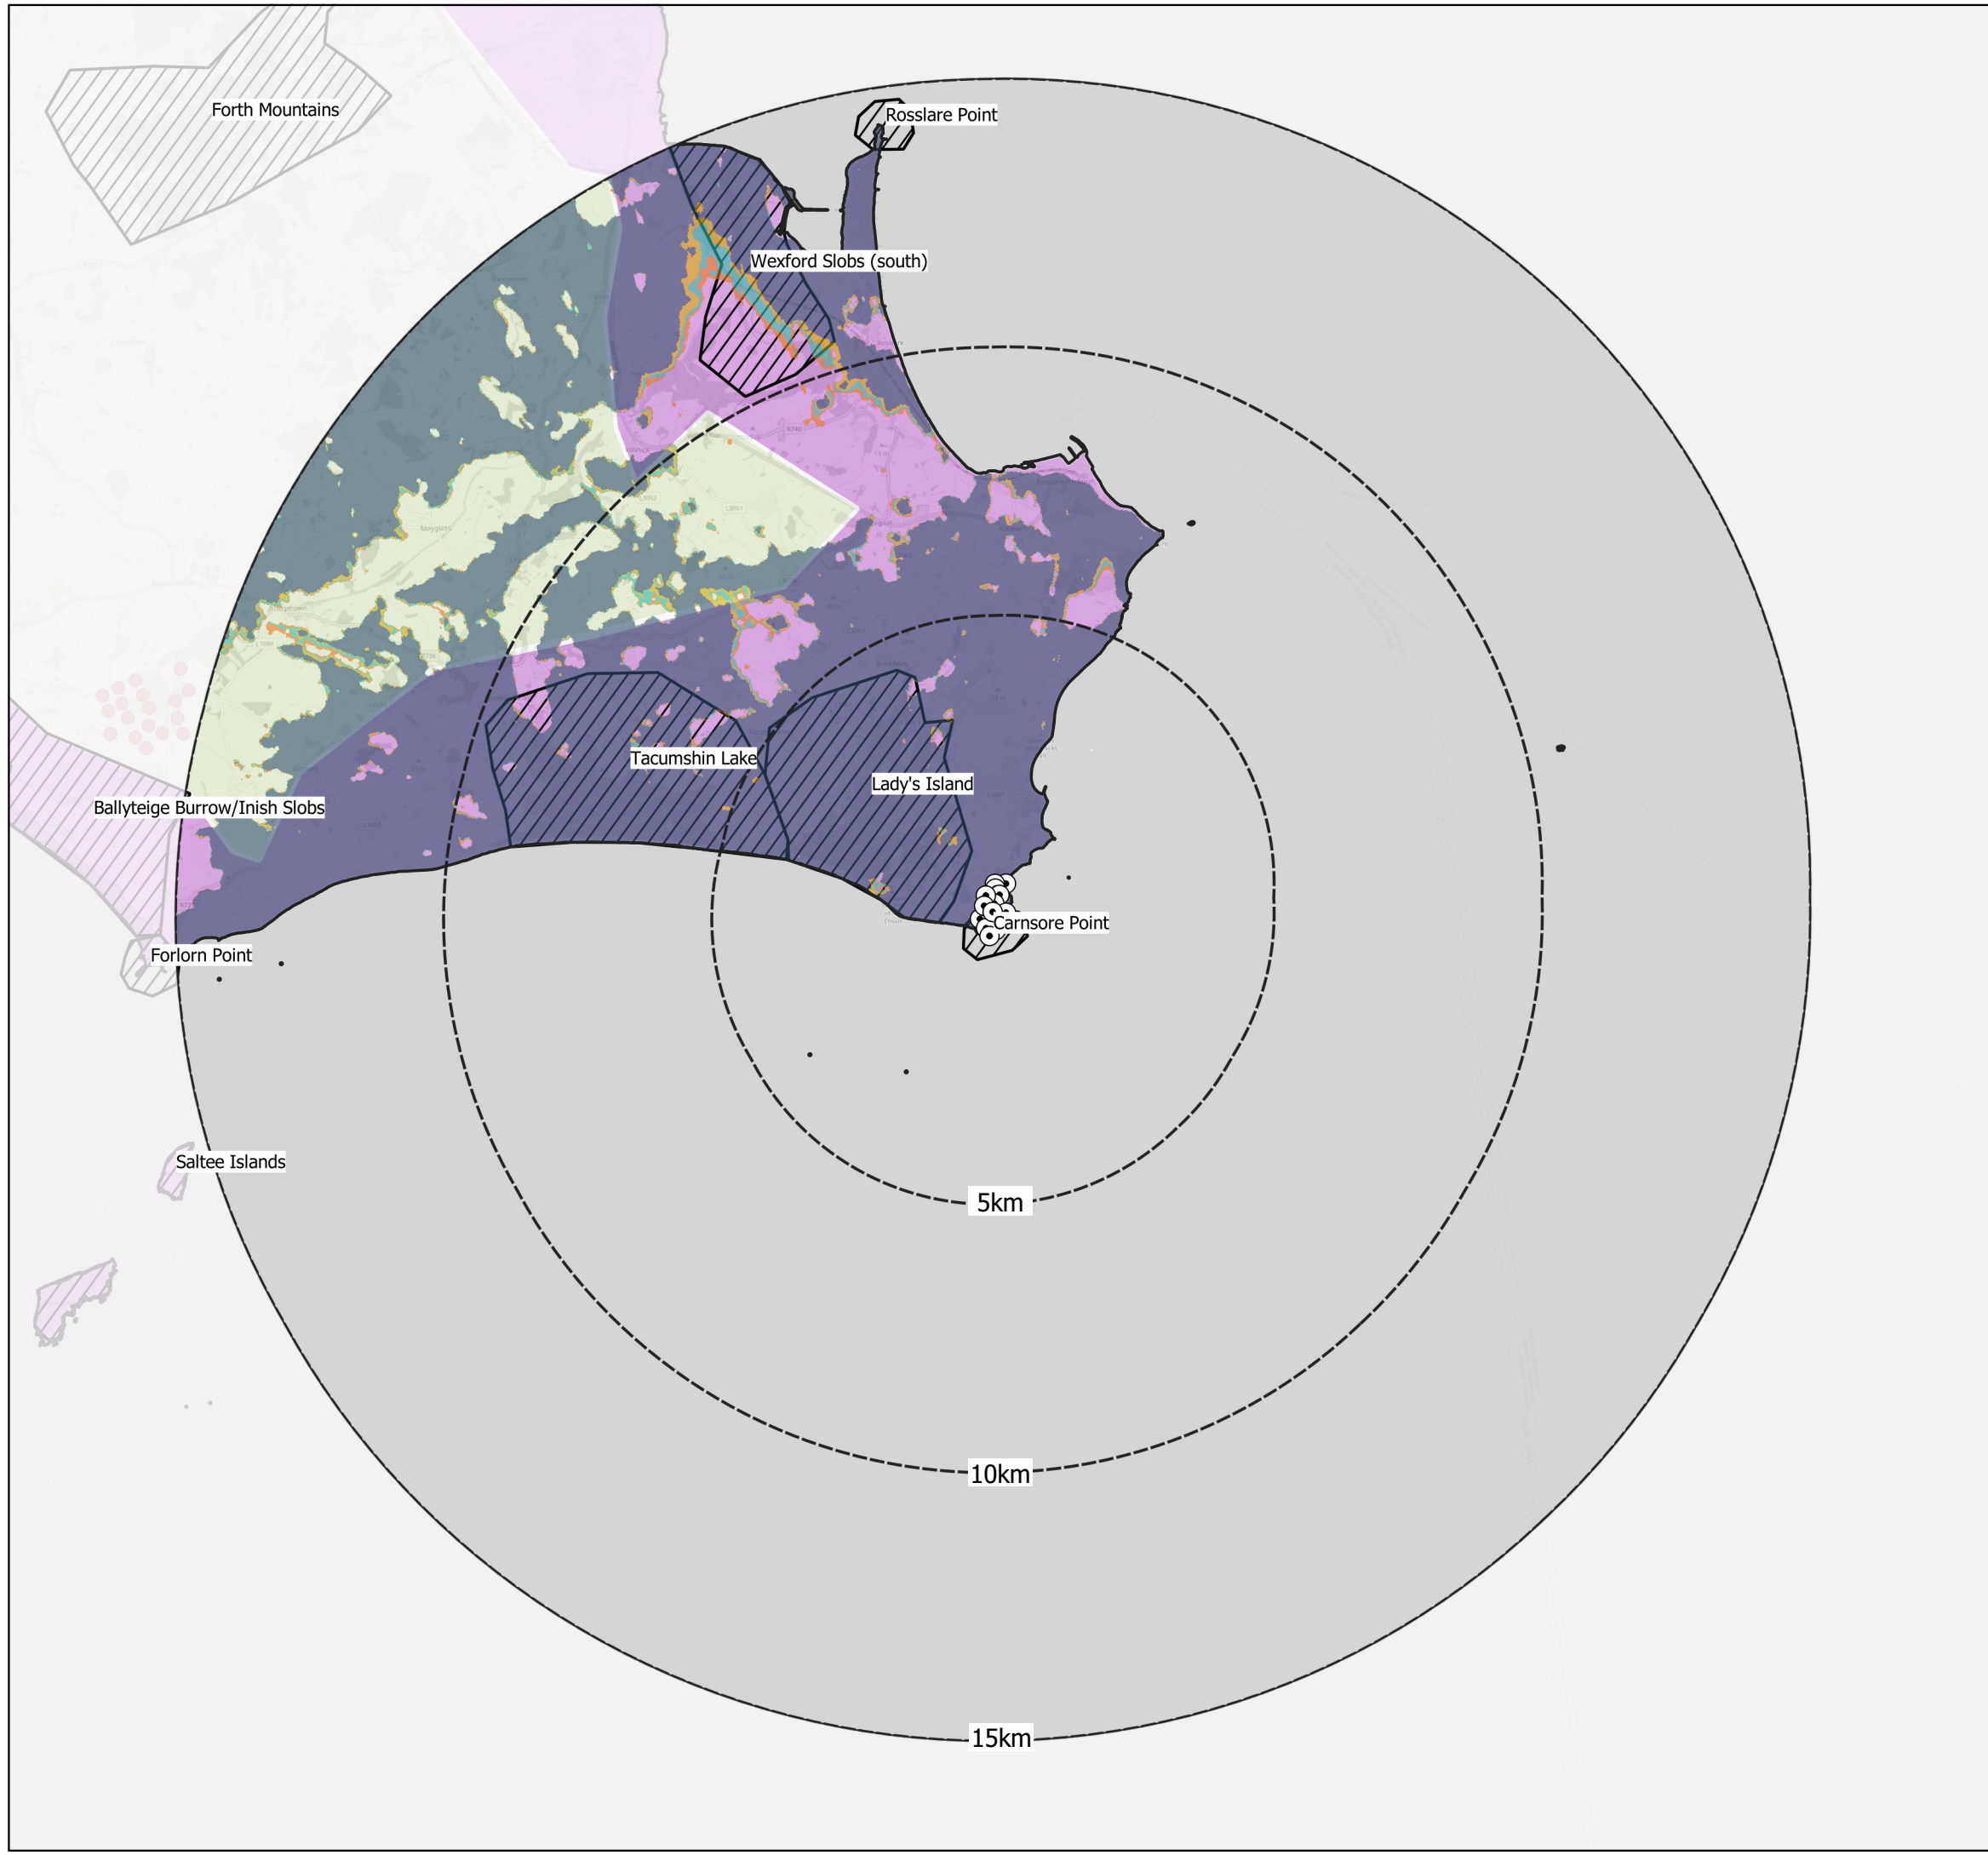 Forth Mountains
Rosslare Point
Wexford Slobs (south)
Mayglass
Tacumshin Lake
Lady's Island
Ballyteige Burrow/Inish Slobs
Carnsore Point
Forlorn Point
Saltee Islands
5km
10km
15km